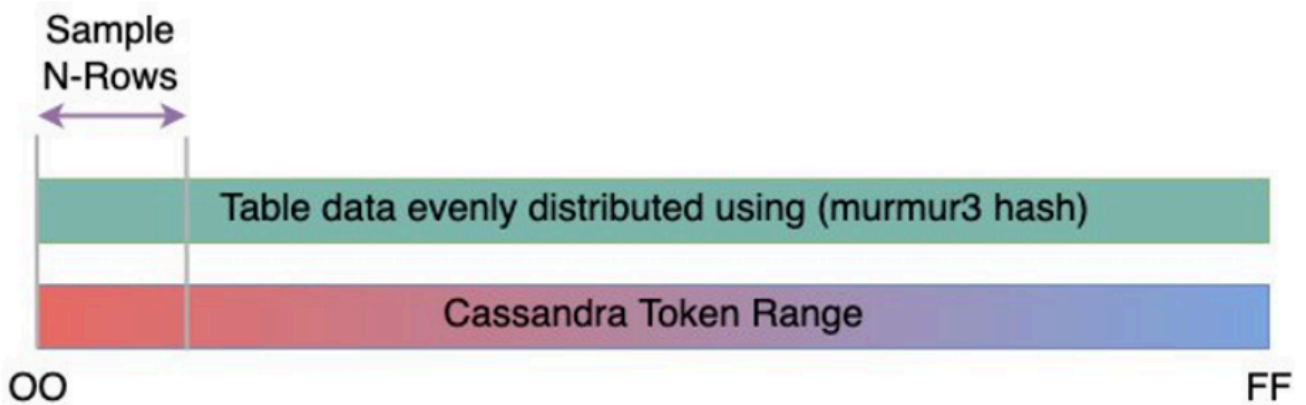 Sample
N-Rows
Table data evenly distributed using (murmur3 hash)
Cassandra Token Range
OO
FF